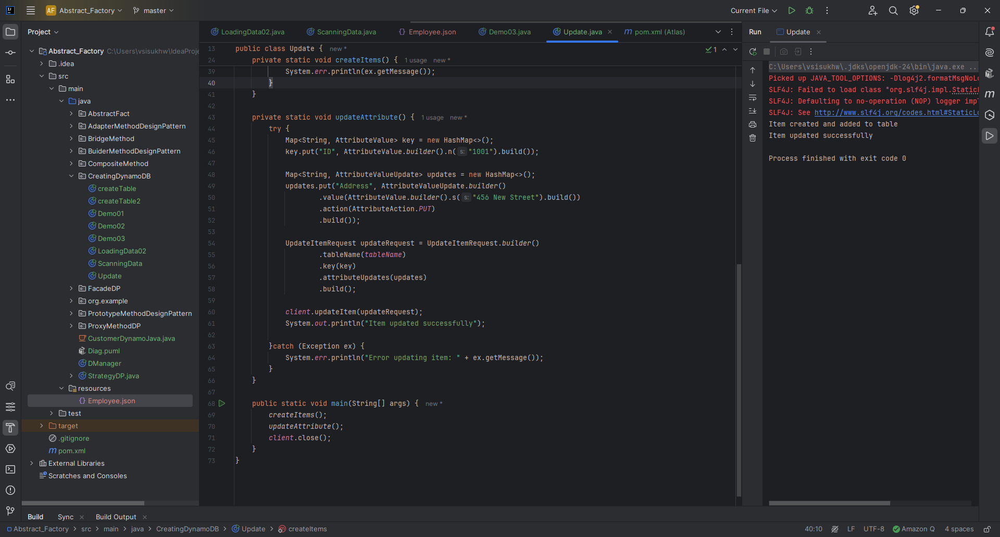 AF Abstract_Factory master Current File
Project
LoadingData02.java ScanningData.java Employee.json Demo03.java Update.java pom.xml (Atlas)
Run Update
Abstract_Factory C:\Users\vsisukhw\IdeaProje
.idea
src
main
java
AbstractFact
AdapterMethodDesignPattern
BridgeMethod
BuiderMethodDesignPattern
CompositeMethod
CreatingDynamoDB
createTable
createTable2
Demo01
Demo02
Demo03
LoadingData02
ScanningData
Update
FacadeDP
org.example
PrototypeMethodDesignPattern
ProxyMethodDP
CustomerDynamoJava.java
Diag.puml
DManager
StrategyDP.java
resources
Employee.json
test
target
.gitignore
pom.xml
External Libraries
Scratches and Consoles
13 public class Update { new *
24 private static void createItems() { 1 usage new *
39 System.err.println(ex.getMessage());
40 }
41 }
42
43 private static void updateAttribute() { 1 usage new *
44 try {
45 Map<String, AttributeValue> key = new HashMap<>();
46 key.put("ID", AttributeValue.builder().n( s: "1001").build());
47
48 Map<String, AttributeValueUpdate> updates = new HashMap<>();
49 updates.put("Address", AttributeValueUpdate.builder()
50 .value(AttributeValue.builder().s( s: "456 New Street").build())
51 .action(AttributeAction.PUT)
52 .build());
53
54 UpdateItemRequest updateRequest = UpdateItemRequest.builder()
55 .tableName(tableName)
56 .key(key)
57 .attributeUpdates(updates)
58 .build();
59
60 client.updateItem(updateRequest);
61 System.out.println("Item updated successfully");
62
63 }catch (Exception ex) {
64 System.err.println("Error updating item: " + ex.getMessage());
65 }
66 }
67
68 public static void main(String[] args) { new *
69 createItems();
70 updateAttribute();
71 client.close();
72 }
73 }
1
C:\Users\vsisukhw\.jdks\openjdk-24\bin\java.exe ..
Picked up JAVA_TOOL_OPTIONS: -Dlog4j2.formatMsgNoLo
SLF4J: Failed to load class "org.slf4j.impl.StaticL
SLF4J: Defaulting to no-operation (NOP) logger impl
SLF4J: See http://www.slf4j.org/codes.html#StaticLo
Item created and added to table
Item updated successfully
Process finished with exit code 0
Build Sync Build Output
Abstract_Factory > src > main > java > CreatingDynamoDB > Update > createItems
40:10 LF UTF-8 Amazon Q 4 spaces